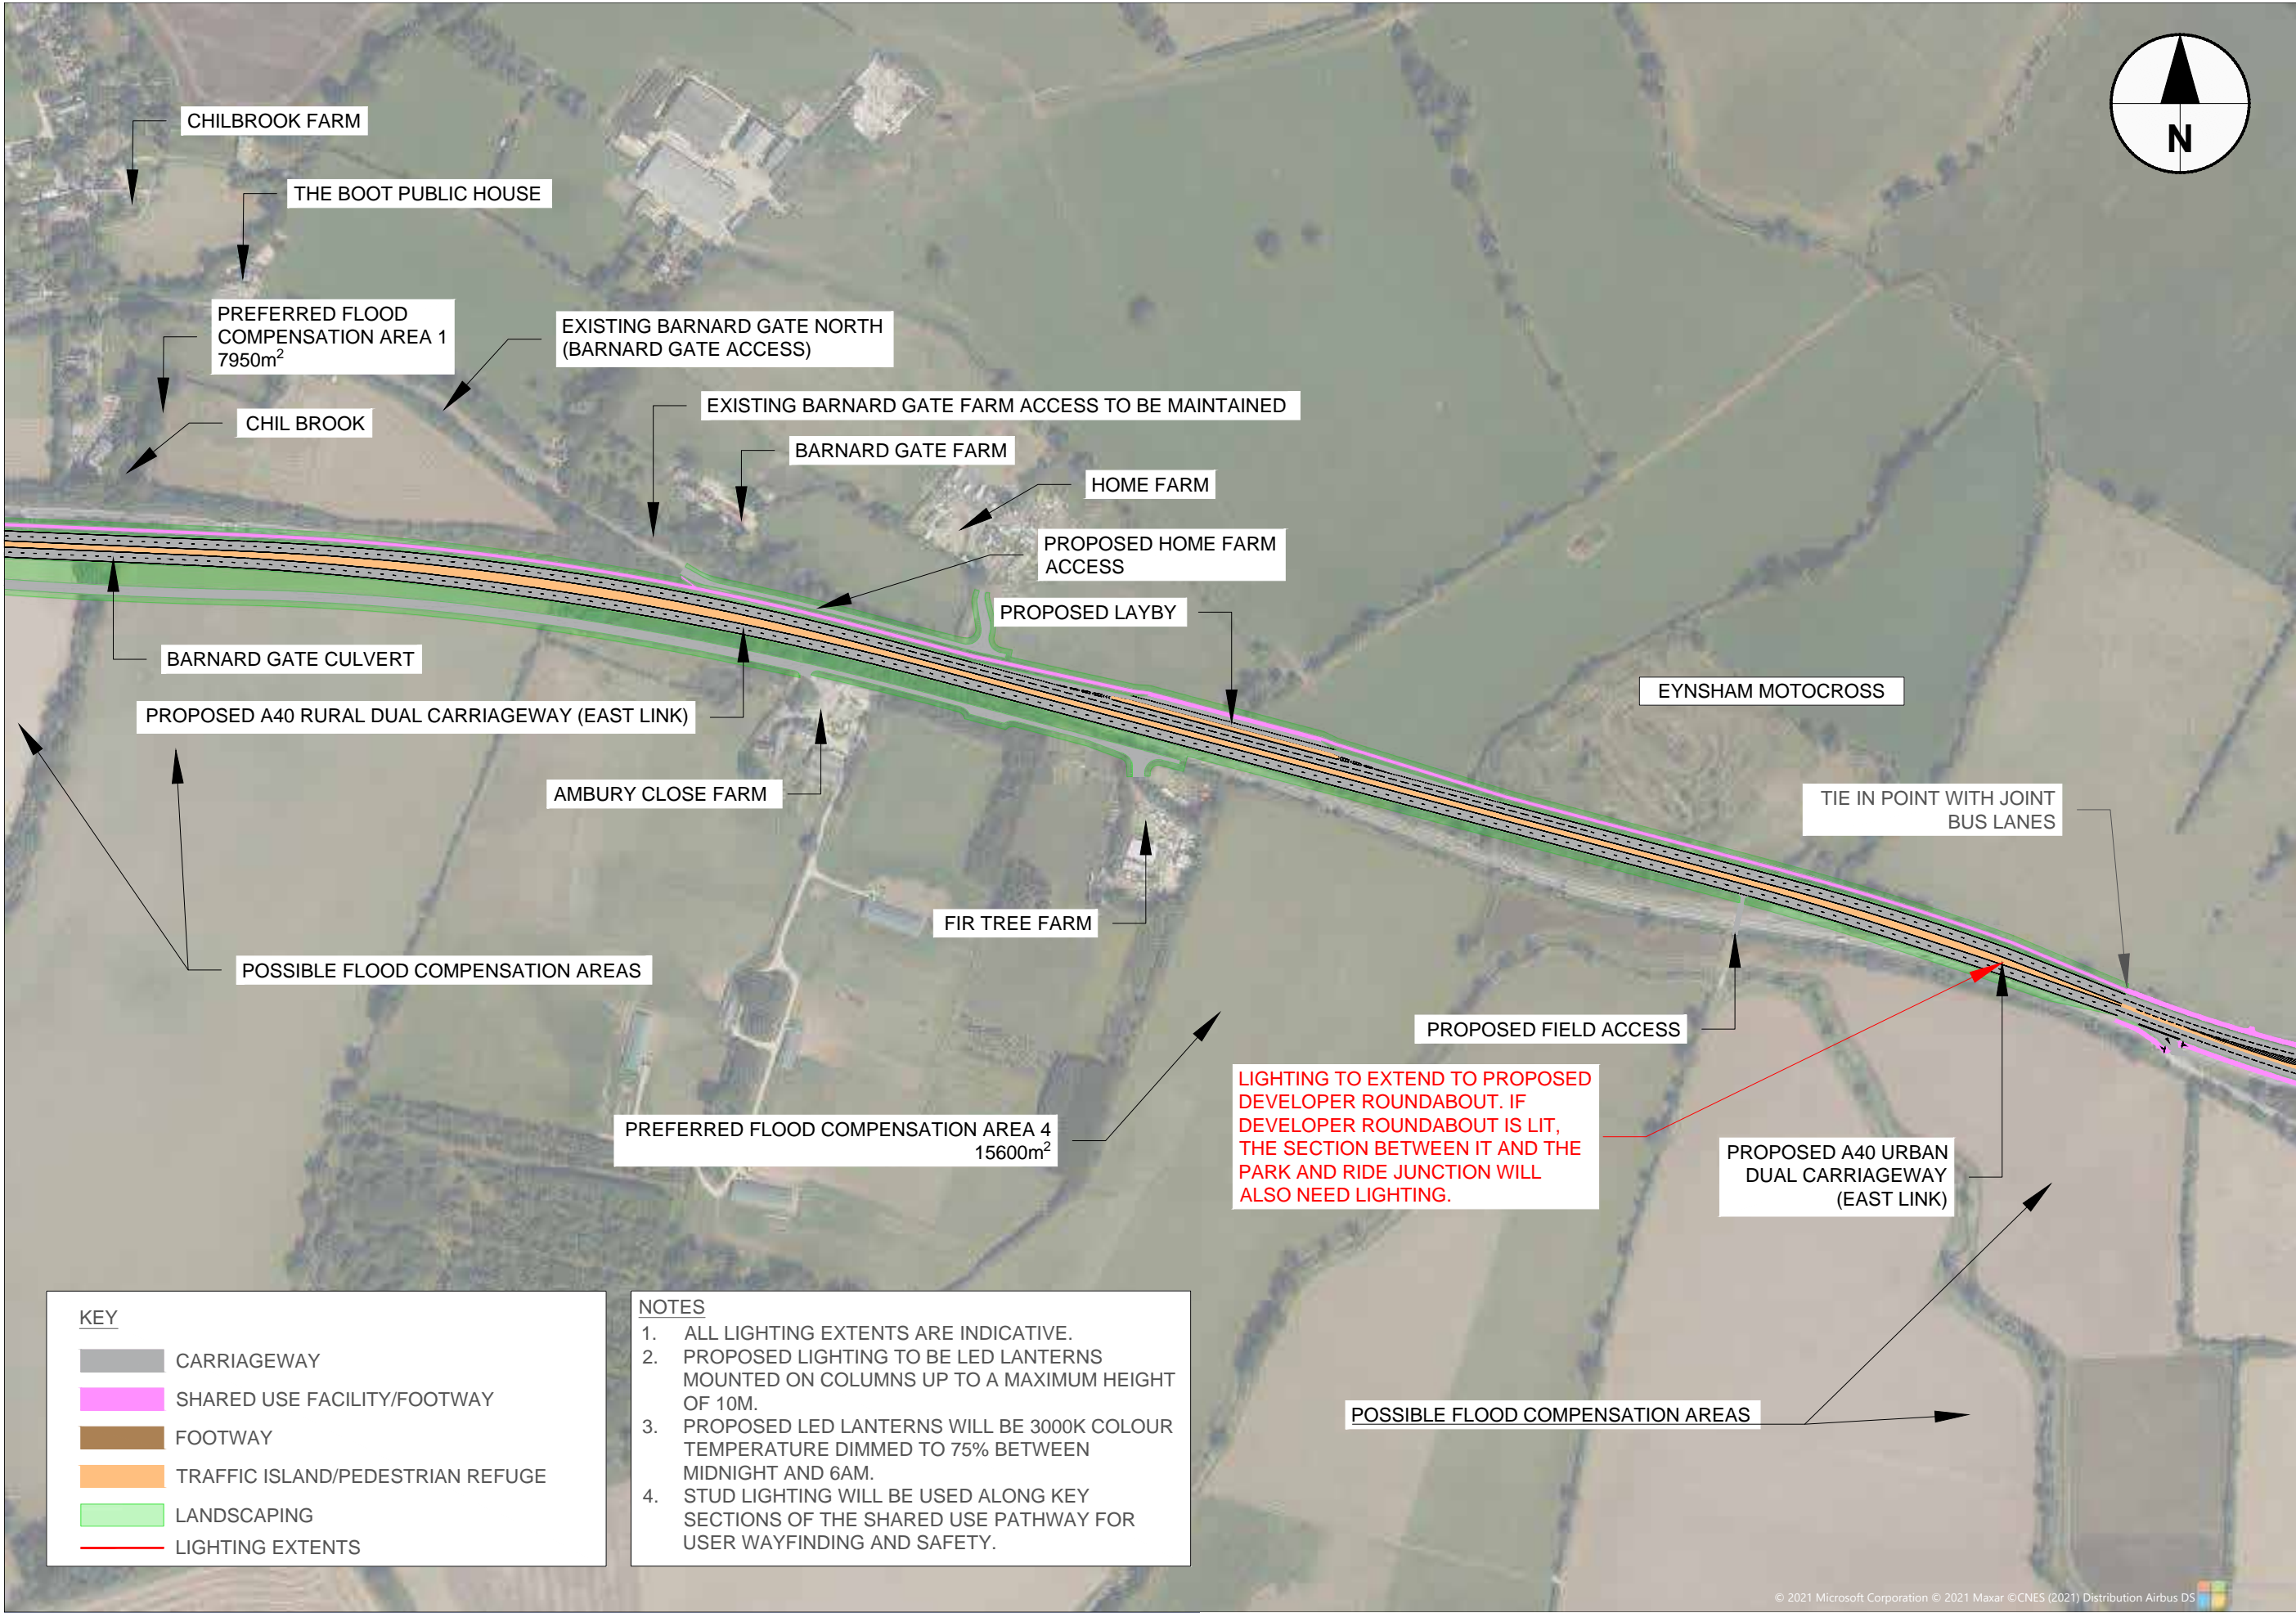 N
CHILBROOK FARM
THE BOOT PUBLIC HOUSE
PREFERRED FLOOD
COMPENSATION AREA 1
7950m²
EXISTING BARNARD GATE NORTH
(BARNARD GATE ACCESS)
CHIL BROOK
EXISTING BARNARD GATE FARM ACCESS TO BE MAINTAINED
BARNARD GATE FARM
HOME FARM
PROPOSED HOME FARM
ACCESS
PROPOSED LAYBY
BARNARD GATE CULVERT
EYNSHAM MOTOCROSS
PROPOSED A40 RURAL DUAL CARRIAGEWAY (EAST LINK)
AMBURY CLOSE FARM
TIE IN POINT WITH JOINT
BUS LANES
FIR TREE FARM
POSSIBLE FLOOD COMPENSATION AREAS
PROPOSED FIELD ACCESS
LIGHTING TO EXTEND TO PROPOSED
DEVELOPER ROUNDABOUT. IF
DEVELOPER ROUNDABOUT IS LIT,
THE SECTION BETWEEN IT AND THE
PARK AND RIDE JUNCTION WILL
ALSO NEED LIGHTING.
PREFERRED FLOOD COMPENSATION AREA 4
15600m²
PROPOSED A40 URBAN
DUAL CARRIAGEWAY
(EAST LINK)
POSSIBLE FLOOD COMPENSATION AREAS
KEY
CARRIAGEWAY
SHARED USE FACILITY/FOOTWAY
FOOTWAY
TRAFFIC ISLAND/PEDESTRIAN REFUGE
LANDSCAPING
LIGHTING EXTENTS
NOTES
1. ALL LIGHTING EXTENTS ARE INDICATIVE.
2. PROPOSED LIGHTING TO BE LED LANTERNS
MOUNTED ON COLUMNS UP TO A MAXIMUM HEIGHT
OF 10M.
3. PROPOSED LED LANTERNS WILL BE 3000K COLOUR
TEMPERATURE DIMMED TO 75% BETWEEN
MIDNIGHT AND 6AM.
4. STUD LIGHTING WILL BE USED ALONG KEY
SECTIONS OF THE SHARED USE PATHWAY FOR
USER WAYFINDING AND SAFETY.
© 2021 Microsoft Corporation © 2021 Maxar ©CNES (2021) Distribution Airbus DS